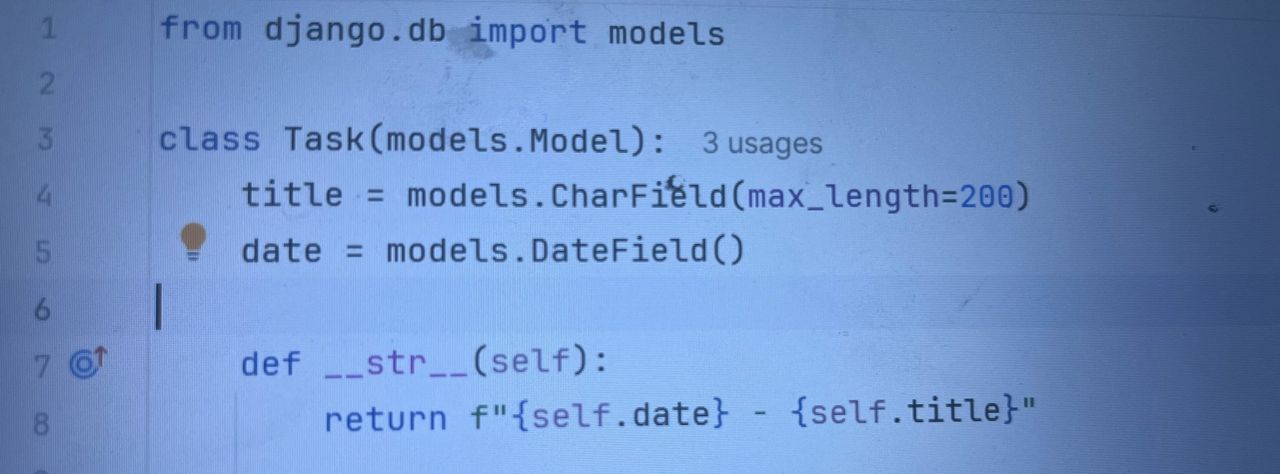 1 from django.db import models
2
3 class Task(models.Model): 3 usages
4     title = models.CharField(max_length=200)
5     date = models.DateField()
6
7     def __str__(self):
8         return f"{self.date} - {self.title}"